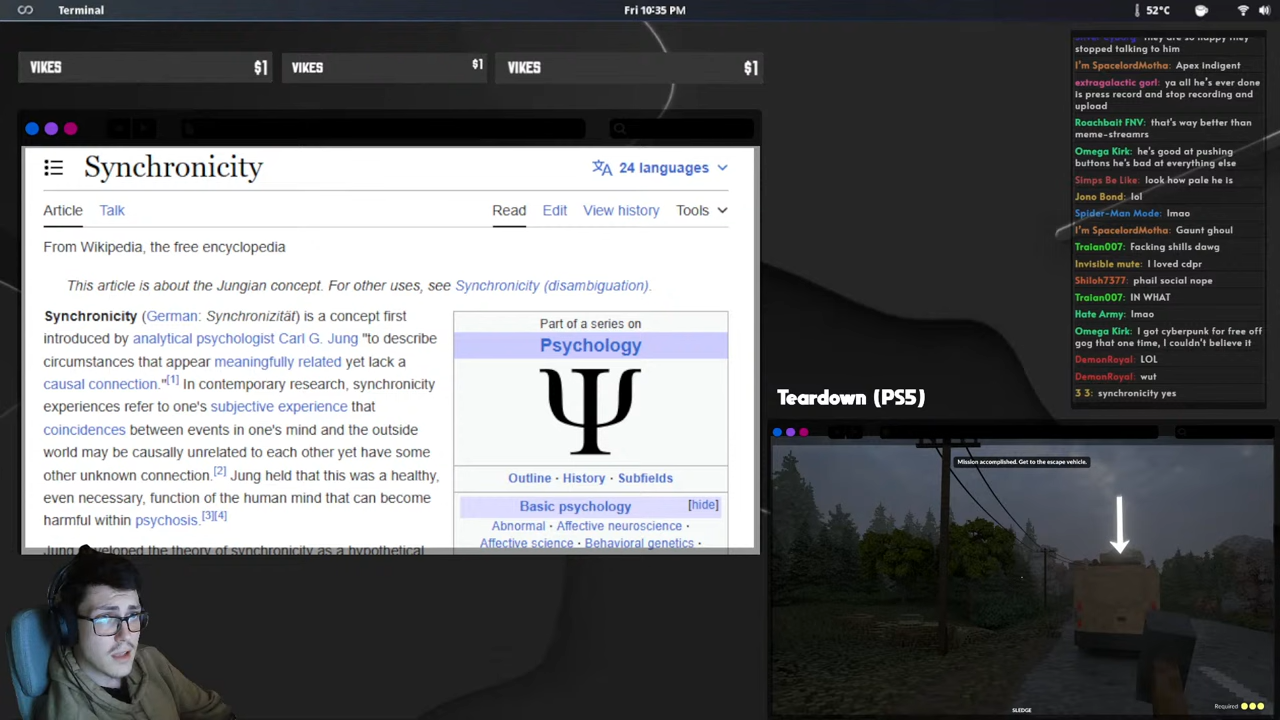 Terminal
Fri 10:35 PM
52°C
VIKES $1
VIKES $1
VIKES $1
Synchronicity
24 languages
Article Talk
Read Edit View history Tools
From Wikipedia, the free encyclopedia
This article is about the Jungian concept. For other uses, see Synchronicity (disambiguation).
Synchronicity (German: Synchronizität) is a concept first
introduced by analytical psychologist Carl G. Jung "to describe
circumstances that appear meaningfully related yet lack a
causal connection."[1] In contemporary research, synchronicity
experiences refer to one's subjective experience that
coincidences between events in one's mind and the outside
world may be causally unrelated to each other yet have some
other unknown connection.[2] Jung held that this was a healthy,
even necessary, function of the human mind that can become
harmful within psychosis.[3][4]
Jung developed the theory of synchronicity as a hypothetical
Part of a series on
Psychology
Ψ
Outline · History · Subfields
Basic psychology [hide]
Abnormal · Affective neuroscience ·
Affective science · Behavioral genetics ·
They are so happy they
stopped talking to him
I'm SpacelordMotha: Apex indigent
extragalactic gorl: ya all he's ever done
is press record and stop recording and
upload
Roachbait FNV: that's way better than
meme-streamrs
Omega Kirk: he's good at pushing
buttons he's bad at everything else
Simps Be Like: look how pale he is
Jono Bond: lol
Spider-Man Mode: lmao
I'm SpacelordMotha: Gaunt ghoul
Traian007: Facking shills dawg
Invisible mute: I loved cdpr
Shiloh7377: phail social nope
Traian007: IN WHAT
Hate Army: lmao
Omega Kirk: I got cyberpunk for free off
gog that one time, I couldn't believe it
DemonRoyal: LOL
DemonRoyal: wut
3 3: synchronicity yes
Teardown (PS5)
Mission accomplished. Get to the escape vehicle.
SLEDGE
Required